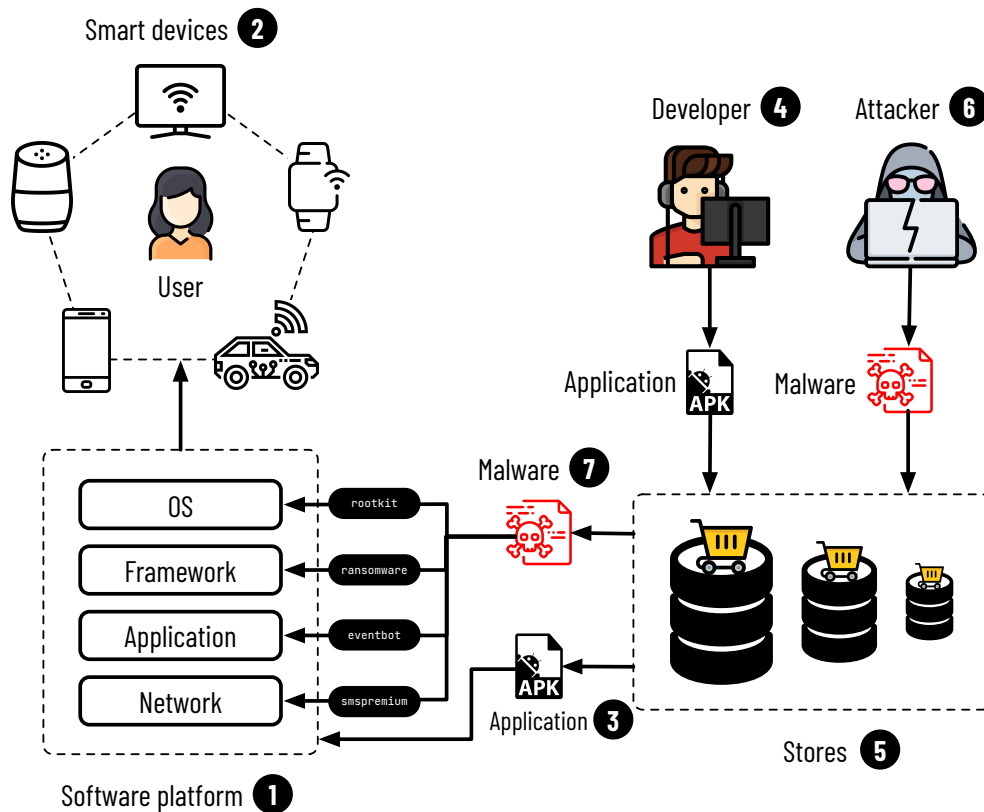 Smart devices 2
User
Developer 4
Attacker 6
Application
APK
Malware
Malware 7
OS
rootkit
Framework
ransomware
Application
eventbot
Network
smspremium
APK
Application 3
Stores 5
Software platform 1